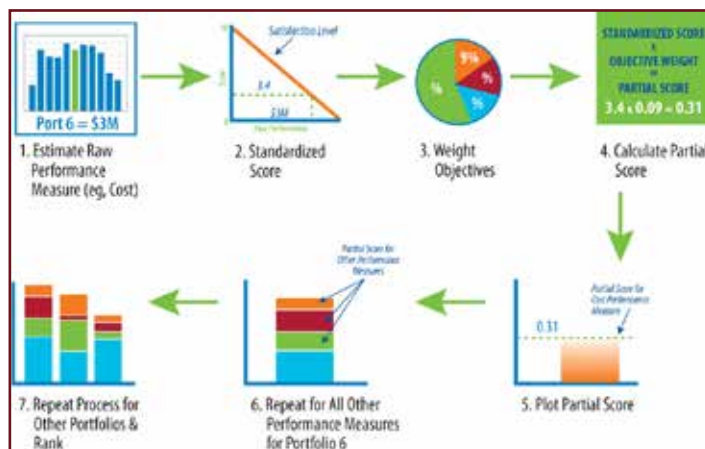 Port 6 = $3M
1. Estimate Raw
Performance
Measure (eg, Cost)
Satisfaction Level
3.4
$3M
2. Standardized
Score
9%
%
%
%
3. Weight
Objectives
STANDARDIZED SCORE
x
OBJECTIVE WEIGHT
=
PARTIAL SCORE
3.4 x 0.09 = 0.31
4. Calculate Partial
Score
Partial Score for
Cost Performance
Measure
0.31
5. Plot Partial Score
Partial Score for
Other Performance
Measures
6. Repeat for All Other
Performance Measures
for Portfolio 6
7. Repeat Process for
Other Portfolios &
Rank